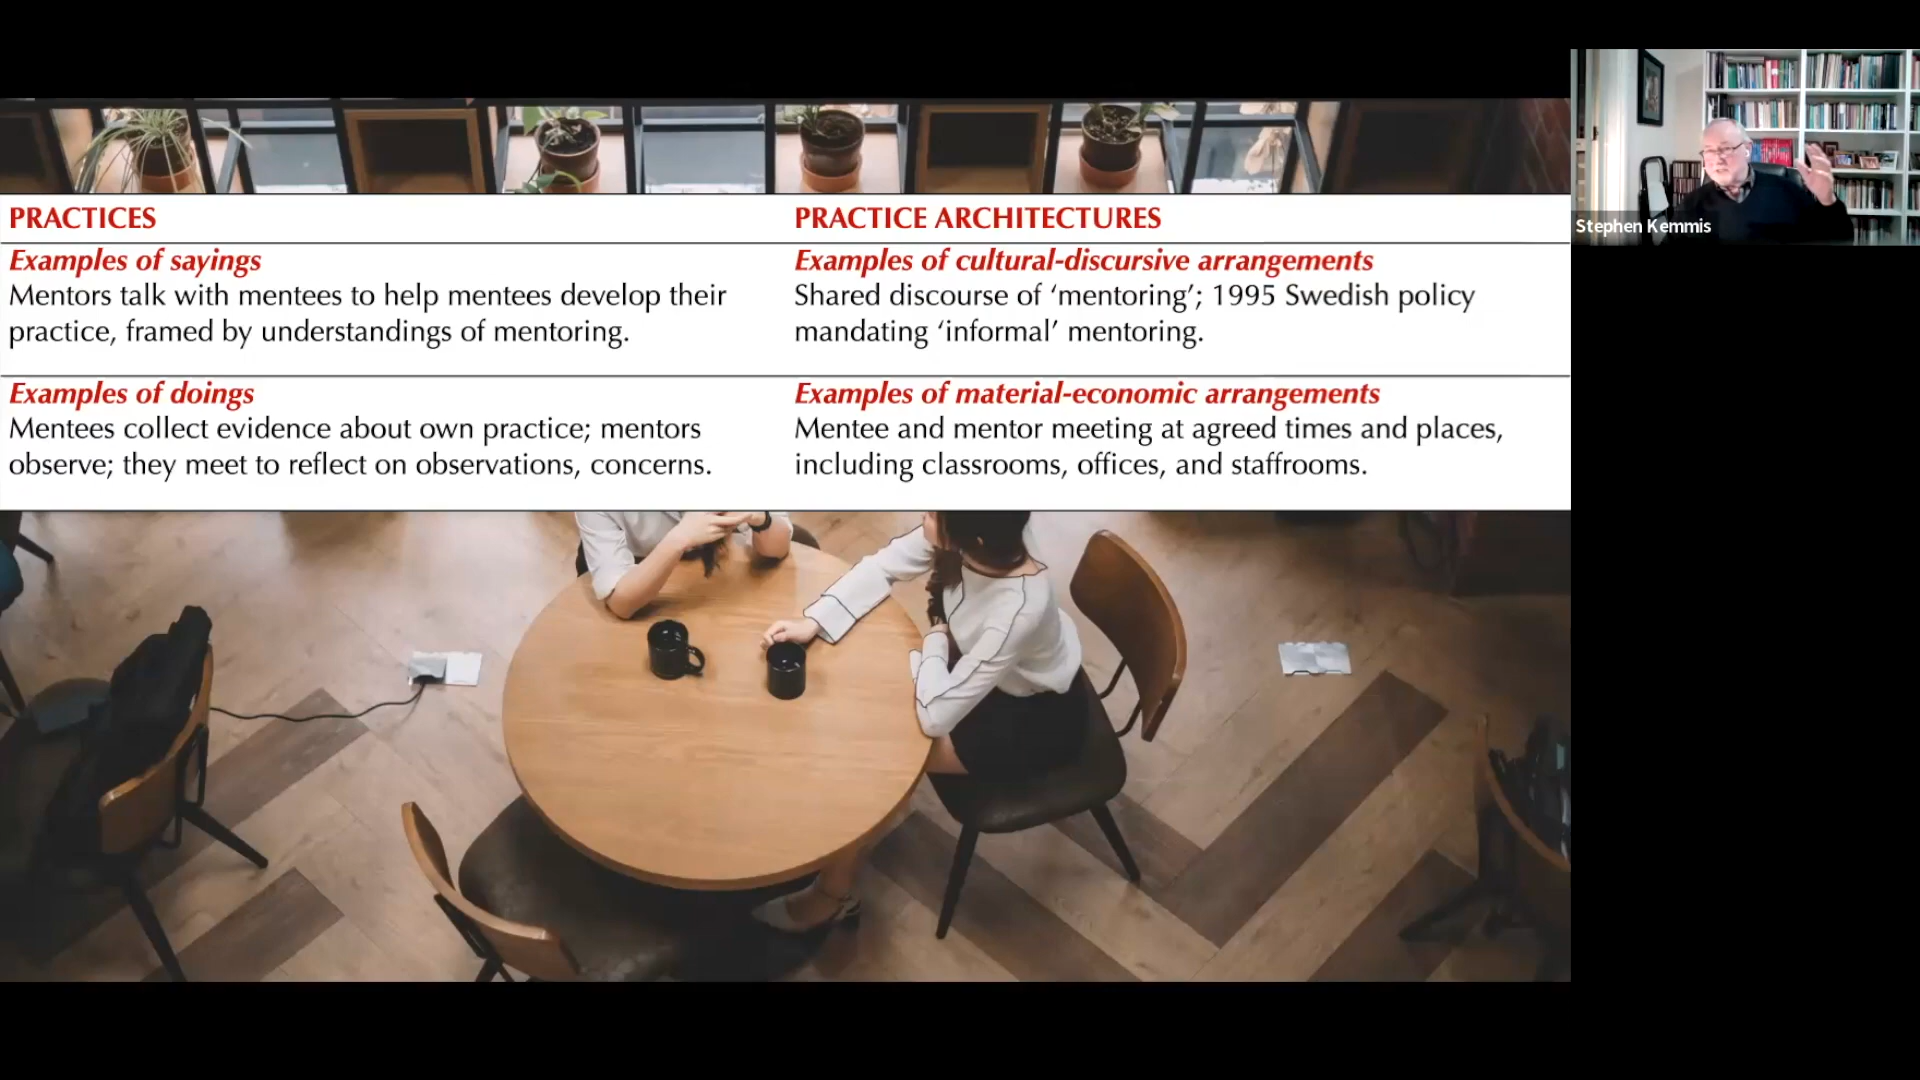 PRACTICES
PRACTICE ARCHITECTURES
Examples of sayings
Mentors talk with mentees to help mentees develop their
practice, framed by understandings of mentoring.
Examples of cultural-discursive arrangements
Shared discourse of ‘mentoring’; 1995 Swedish policy
mandating ‘informal’ mentoring.
Examples of doings
Mentees collect evidence about own practice; mentors
observe; they meet to reflect on observations, concerns.
Examples of material-economic arrangements
Mentee and mentor meeting at agreed times and places,
including classrooms, offices, and staffrooms.
Stephen Kemmis